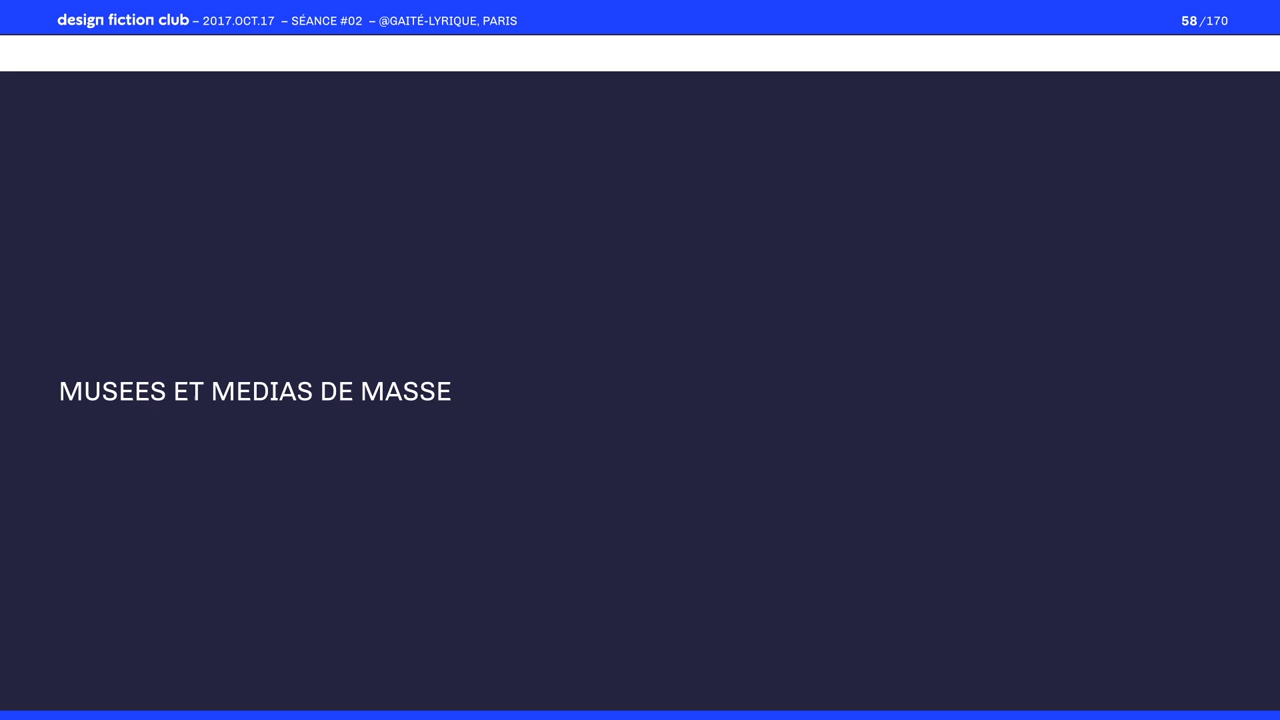 design fiction club – 2017.OCT.17 – SÉANCE #02 – @GAITÉ-LYRIQUE, PARIS
58/170
MUSEES ET MEDIAS DE MASSE